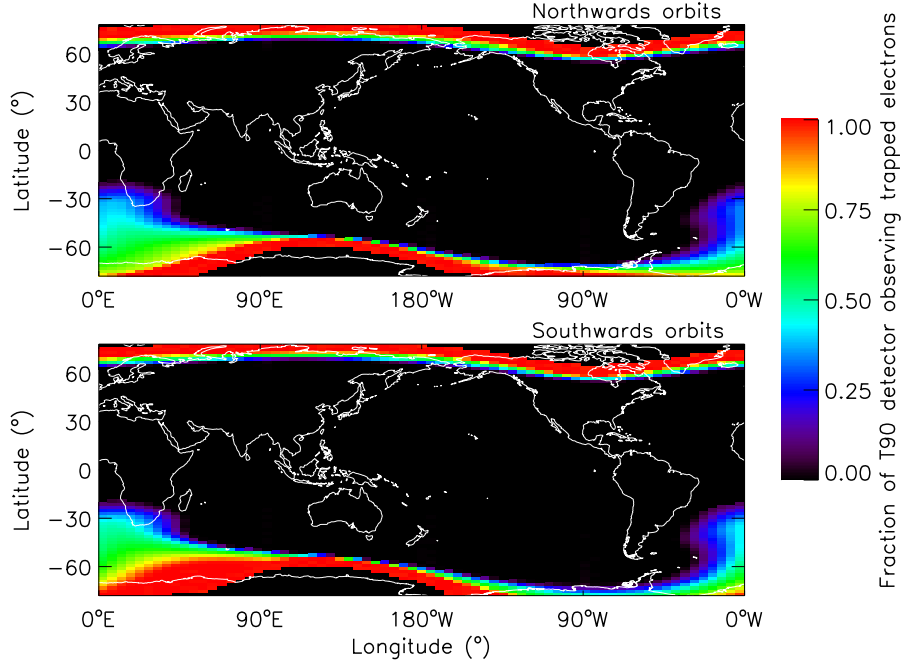 Northwards orbits
60
30
0
−30
−60
Latitude (°)
0°E
90°E
180°W
90°W
0°W
Southwards orbits
60
30
0
−30
−60
Latitude (°)
0°E
90°E
180°W
90°W
0°W
Longitude (°)
1.00
0.75
0.50
0.25
0.00
Fraction of T90 detector observing trapped electrons